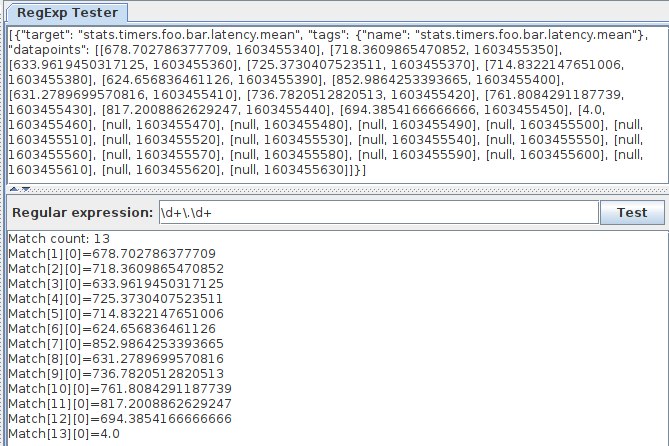 RegExp Tester
[{"target": "stats.timers.foo.bar.latency.mean", "tags": {"name": "stats.timers.foo.bar.latency.mean"},
"datapoints": [[678.702786377709, 1603455340], [718.3609865470852, 1603455350],
[633.9619450317125, 1603455360], [725.3730407523511, 1603455370], [714.8322147651006,
1603455380], [624.656836461126, 1603455390], [852.9864253393665, 1603455400],
[631.2789699570816, 1603455410], [736.7820512820513, 1603455420], [761.8084291187739,
1603455430], [817.2008862629247, 1603455440], [694.3854166666666, 1603455450], [4.0,
1603455460], [null, 1603455470], [null, 1603455480], [null, 1603455490], [null, 1603455500], [null,
1603455510], [null, 1603455520], [null, 1603455530], [null, 1603455540], [null, 1603455550], [null,
1603455560], [null, 1603455570], [null, 1603455580], [null, 1603455590], [null, 1603455600], [null,
1603455610], [null, 1603455620], [null, 1603455630]]}]
Regular expression: \d+\.\d+ Test
Match count: 13
Match[1][0]=678.702786377709
Match[2][0]=718.3609865470852
Match[3][0]=633.9619450317125
Match[4][0]=725.3730407523511
Match[5][0]=714.8322147651006
Match[6][0]=624.656836461126
Match[7][0]=852.9864253393665
Match[8][0]=631.2789699570816
Match[9][0]=736.7820512820513
Match[10][0]=761.8084291187739
Match[11][0]=817.2008862629247
Match[12][0]=694.3854166666666
Match[13][0]=4.0